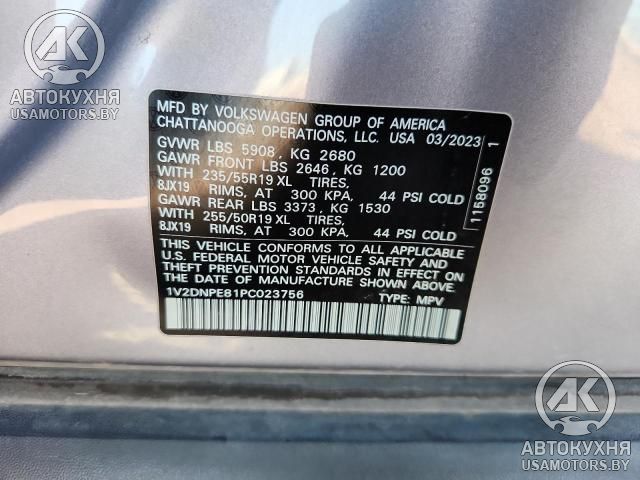 AK
АВТОКУХНЯ
USAMOTORS.BY
MFD BY VOLKSWAGEN GROUP OF AMERICA
CHATTANOOGA OPERATIONS, LLC. USA 03/2023
GVWR LBS 5908, KG 2680
GAWR FRONT LBS 2646, KG 1200
WITH 235/55R19 XL TIRES,
8JX19 RIMS, AT 300 KPA, 44 PSI COLD
GAWR REAR LBS 3373, KG 1530
WITH 255/50R19 XL TIRES,
8JX19 RIMS, AT 300 KPA, 44 PSI COLD
THIS VEHICLE CONFORMS TO ALL APPLICABLE
U.S. FEDERAL MOTOR VEHICLE SAFETY AND
THEFT PREVENTION STANDARDS IN EFFECT ON
THE DATE OF MANUFACTURE SHOWN ABOVE.
1V2DNPE81PC023756 TYPE: MPV
1158096 1
AK
АВТОКУХНЯ
USAMOTORS.BY